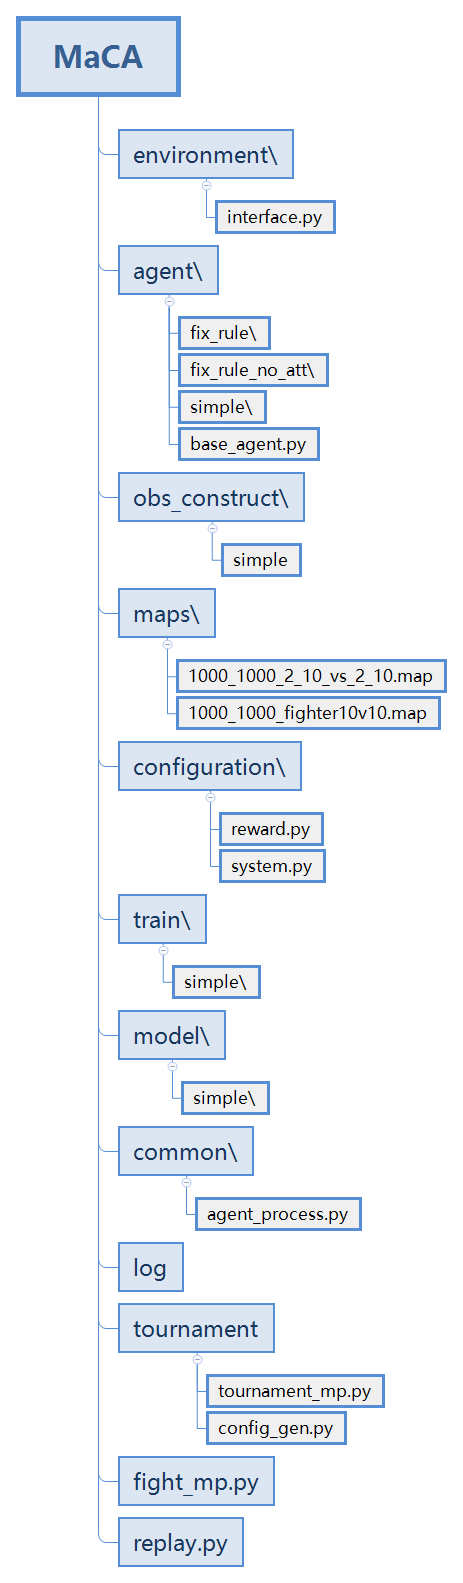 MaCA
environment\
interface.py
agent\
fix_rule\
fix_rule_no_att\
simple\
base_agent.py
obs_construct\
simple
maps\
1000_1000_2_10_vs_2_10.map
1000_1000_fighter10v10.map
configuration\
reward.py
system.py
train\
simple\
model\
simple\
common\
agent_process.py
log
tournament
tournament_mp.py
config_gen.py
fight_mp.py
replay.py